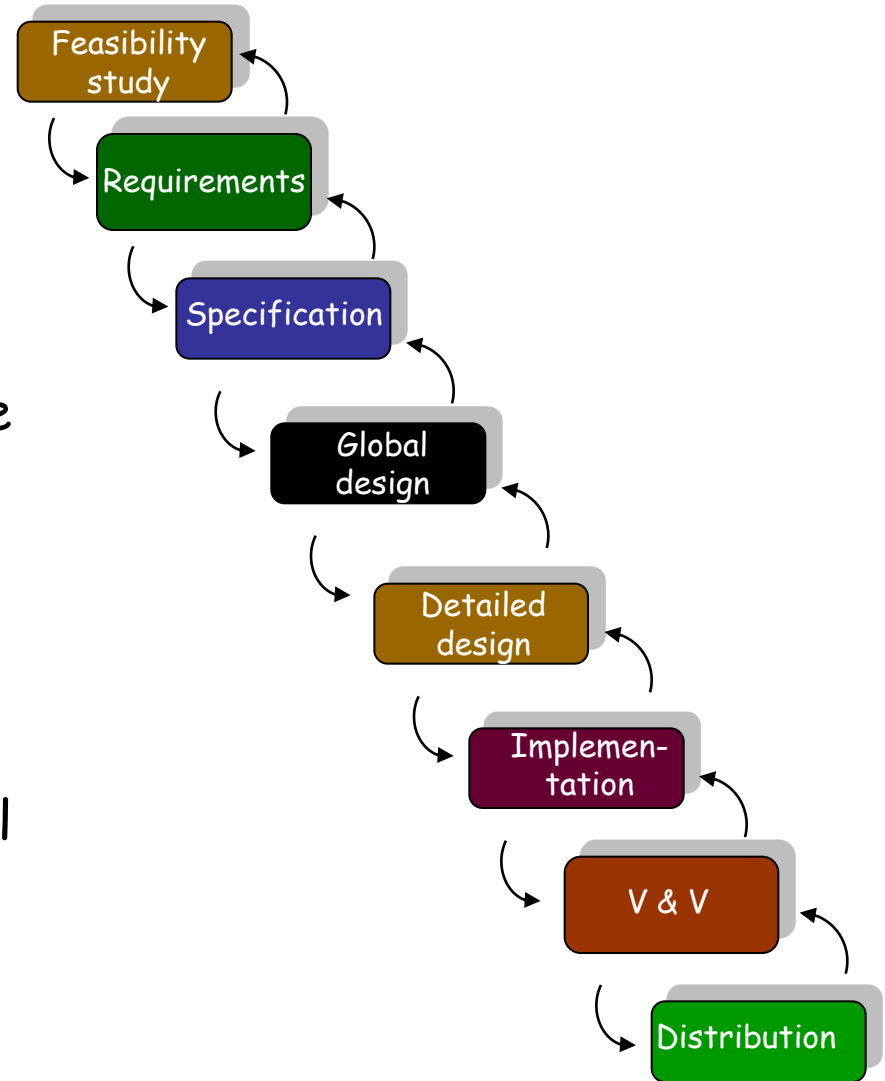 Feasibility
study
Requirements
Specification
e
Global
design
Detailed
design
Implemen-
tation
l
V & V
Distribution